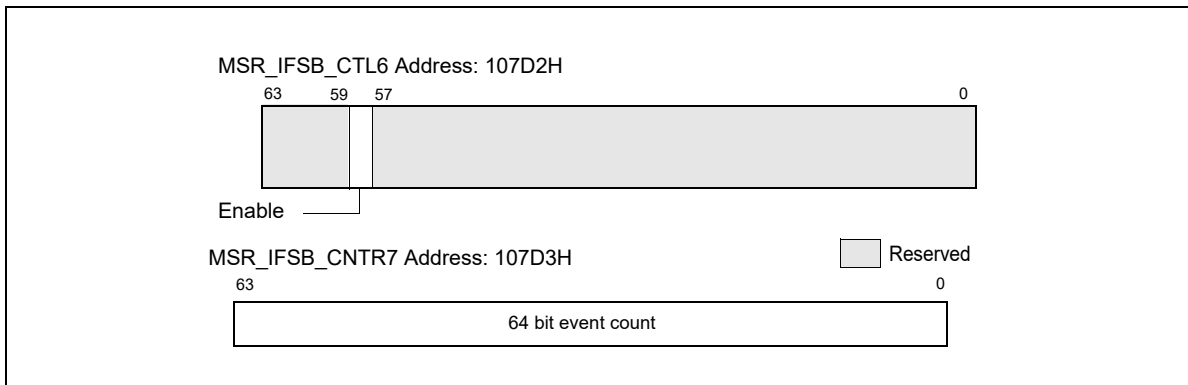 MSR_IFSB_CTL6 Address: 107D2H
63 59 57 0
Enable
MSR_IFSB_CNTR7 Address: 107D3H
Reserved
63 0
64 bit event count